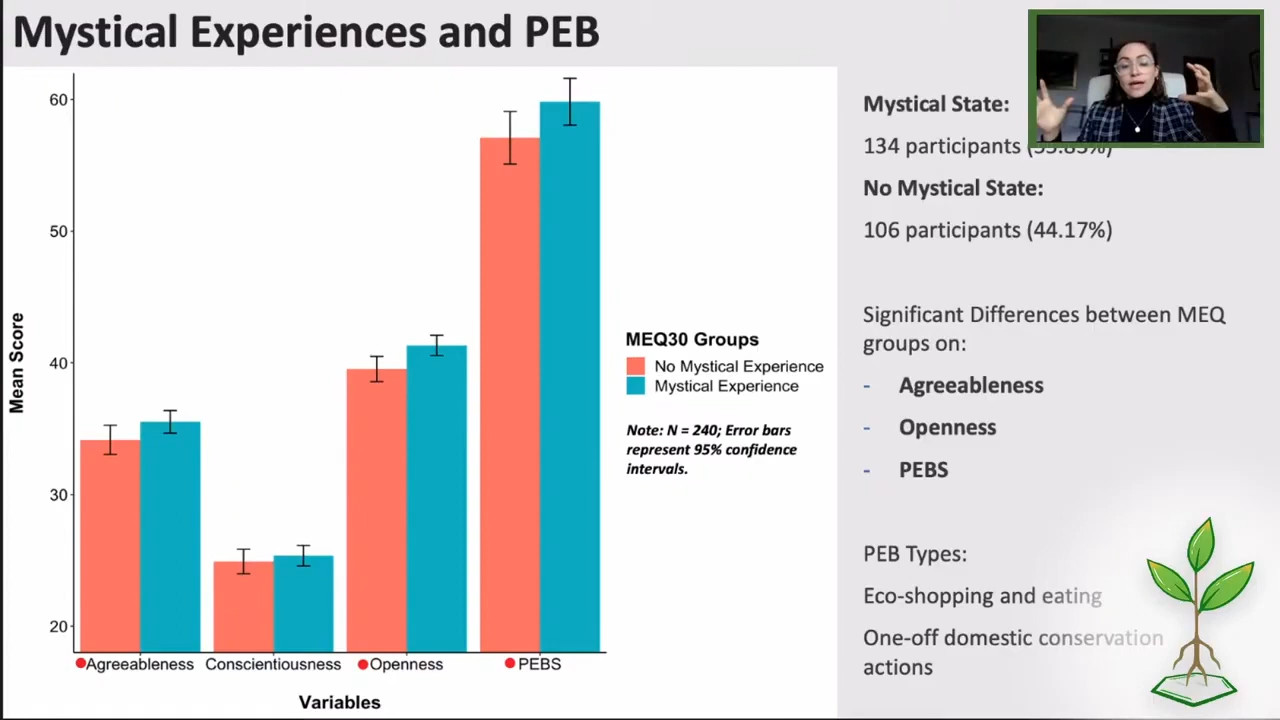 Mystical Experiences and PEB
60
50
40
30
20
Mean Score
Agreeableness
Conscientiousness
Openness
PEBS
Variables
MEQ30 Groups
No Mystical Experience
Mystical Experience
Note: N = 240; Error bars
represent 95% confidence
intervals.
Mystical State:
134 participants
No Mystical State:
106 participants (44.17%)
Significant Differences between MEQ
groups on:
- Agreeableness
- Openness
- PEBS
PEB Types:
Eco-shopping and eating
One-off domestic conservation
actions